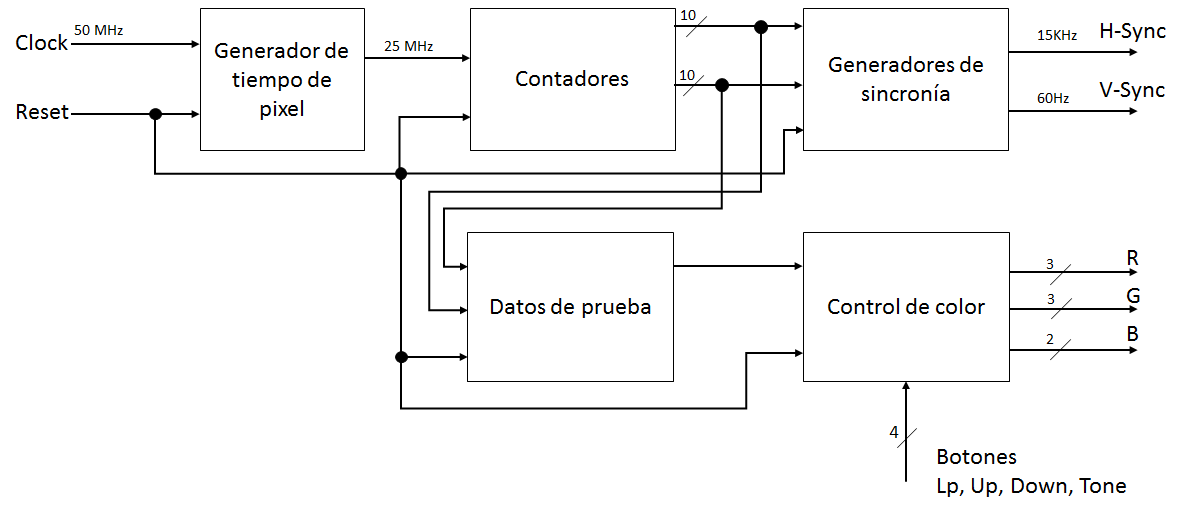 Clock
50 MHz
Reset
Generador de
tiempo de
pixel
25 MHz
Contadores
10
10
Generadores de
sincronía
15KHz
H-Sync
60Hz
V-Sync
Datos de prueba
Control de color
3
R
3
G
2
B
4
Botones
Lp, Up, Down, Tone